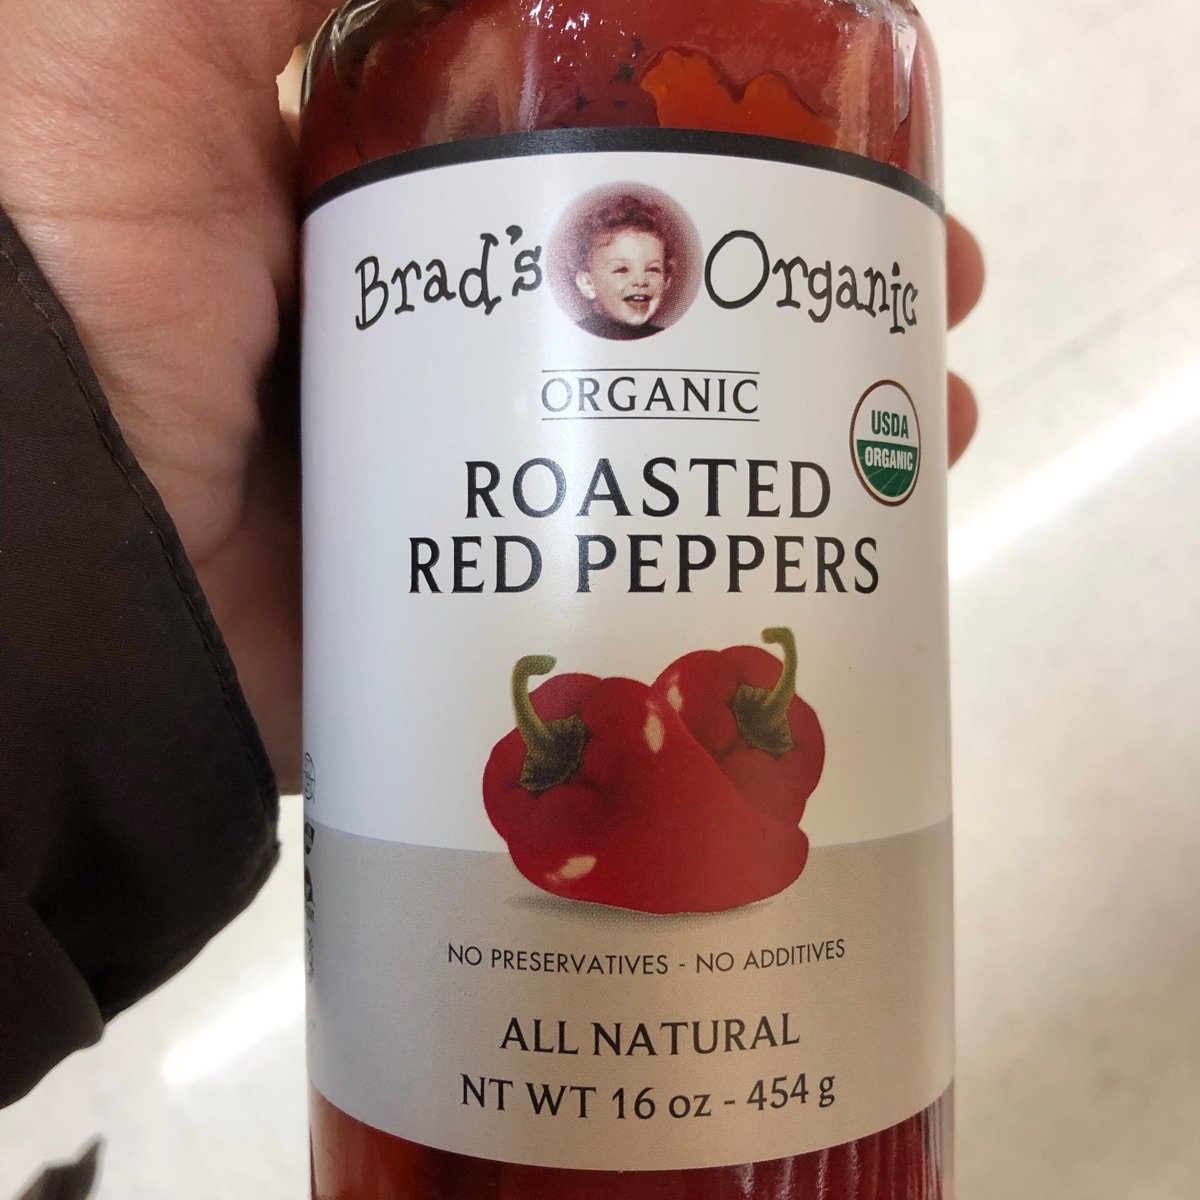 Brad's Organic
ORGANIC
USDA
ORGANIC
ROASTED
RED PEPPERS
NO PRESERVATIVES - NO ADDITIVES
ALL NATURAL
NT WT 16 oz - 454 g